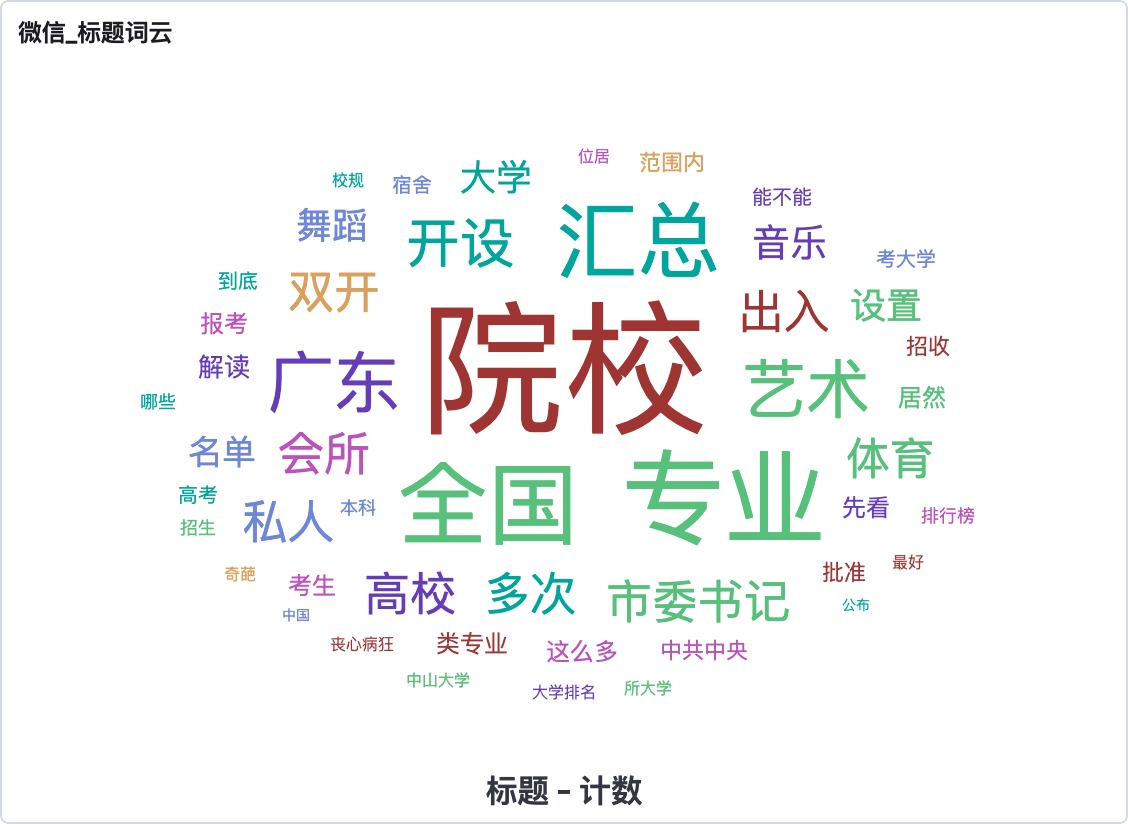 微信_标题词云
位居
范围内
大学
校规
宿舍
能不能
舞蹈
开设
汇总
音乐
考大学
到底
双开
出入
设置
报考
院校
招收
解读
广东
艺术
居然
哪些
名单
会所
体育
高考
私人
本科
全国
专业
先看
排行榜
招生
奇葩
考生
高校
多次
市委书记
批准
最好
中国
公布
丧心病狂
类专业
这么多
中共中央
中山大学
大学排名
所大学
标题 – 计数